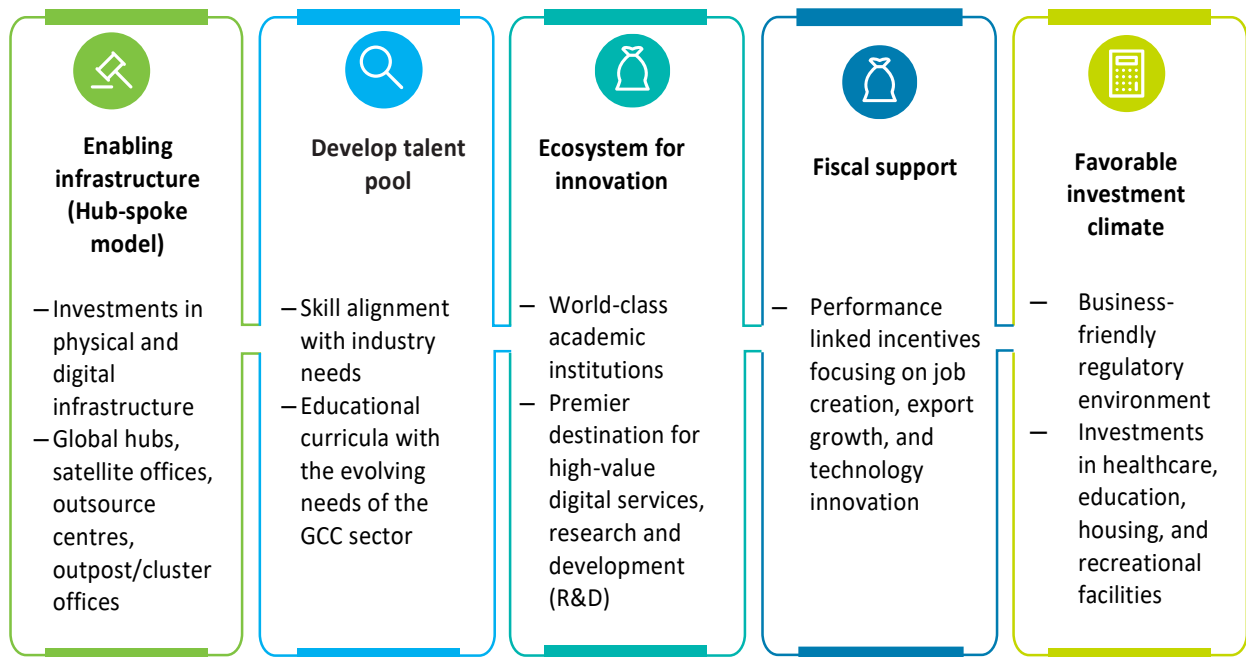 Enabling
infrastructure
(Hub-spoke
model)
— Investments in
physical and
digital
infrastructure
— Global hubs,
satellite offices,
outsource
centres,
outpost/cluster
offices
Develop talent
pool
— Skill alignment
with industry
needs
— Educational
curricula with
the evolving
needs of the
GCC sector
Ecosystem for
innovation
— World-class
academic
institutions
— Premier
destination for
high-value
digital services,
research and
development
(R&D)
Fiscal support
— Performance
linked incentives
focusing on job
creation, export
growth, and
technology
innovation
Favorable
investment
climate
— Business-
friendly
regulatory
environment
— Investments
in healthcare,
education,
housing, and
recreational
facilities